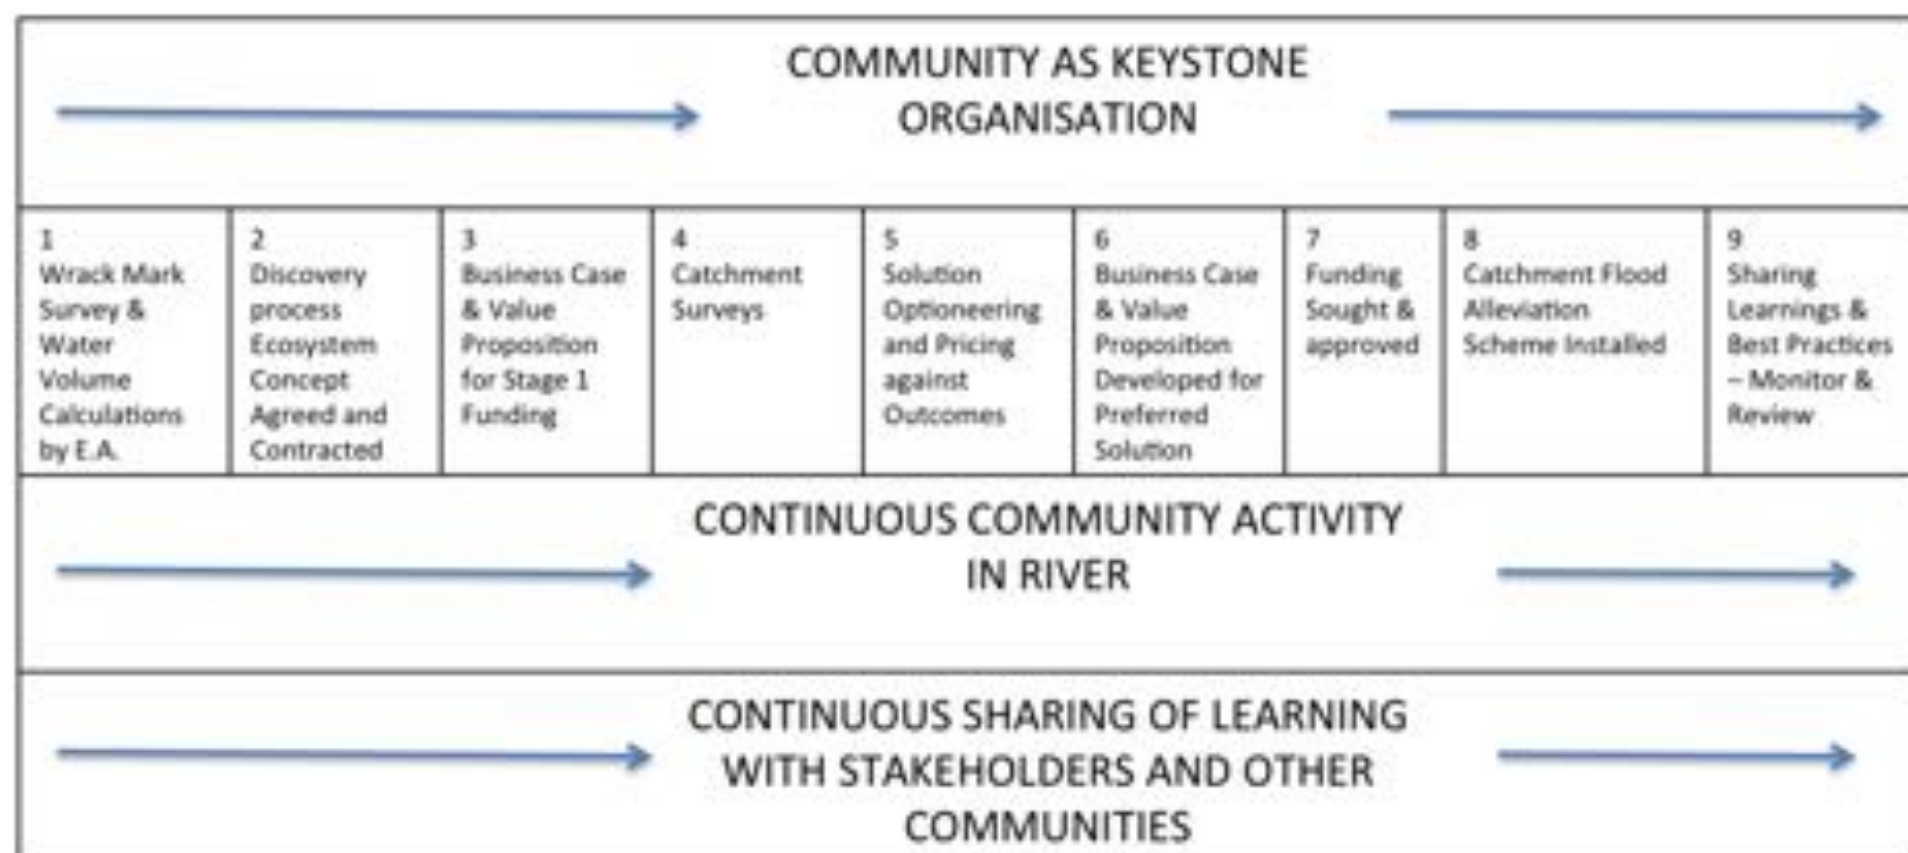 COMMUNITY AS KEYSTONE
ORGANISATION
1
Wrack Mark
Survey &
Water
Volume
Calculations
by E.A.
2
Discovery
process
Ecosystem
Concept
Agreed and
Contracted
3
Business Case
& Value
Proposition
for Stage 1
Funding
4
Catchment
Surveys
5
Solution
Optioneering
and Pricing
against
Outcomes
6
Business Case
& Value
Proposition
Developed for
Preferred
Solution
7
Funding
Sought &
approved
8
Catchment Flood
Alleviation
Scheme Installed
9
Sharing
Learnings &
Best Practices
– Monitor &
Review
CONTINUOUS COMMUNITY ACTIVITY
IN RIVER
CONTINUOUS SHARING OF LEARNING
WITH STAKEHOLDERS AND OTHER
COMMUNITIES